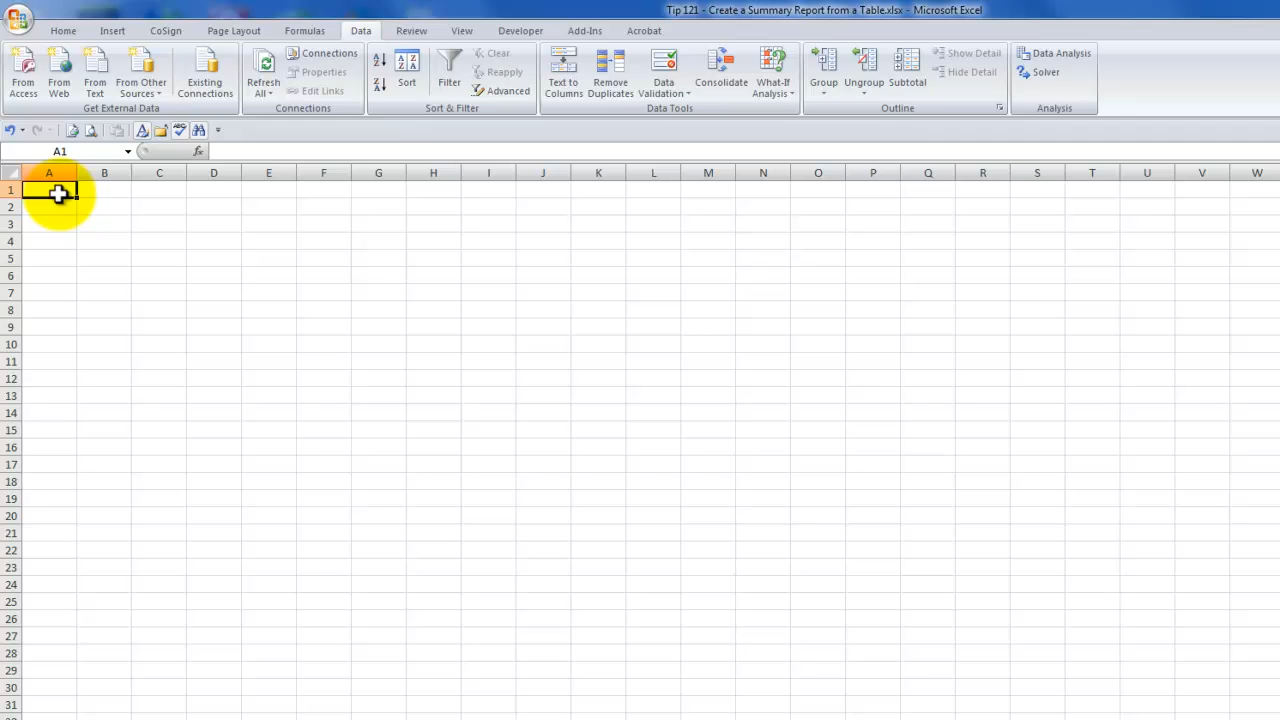 Tip 121 - Create a Summary Report from a Table.xlsx - Microsoft Excel
Home Insert CoSign Page Layout Formulas Data Review View Developer Add-Ins Acrobat
From Access
From Web
From Text
From Other Sources
Existing Connections
Get External Data
Refresh All
Connections
Properties
Edit Links
Connections
Sort
Filter
Clear
Reapply
Advanced
Sort & Filter
Text to Columns
Remove Duplicates
Data Validation
Consolidate
What-If Analysis
Data Tools
Group
Ungroup
Subtotal
Show Detail
Hide Detail
Outline
Data Analysis
Solver
Analysis
A1 fx
A B C D E F G H I J K L M N O P Q R S T U V W
1
2
3
4
5
6
7
8
9
10
11
12
13
14
15
16
17
18
19
20
21
22
23
24
25
26
27
28
29
30
31